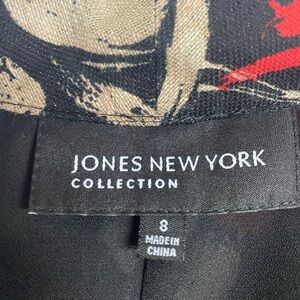 JONES NEW YORK
COLLECTION
8
MADE IN
CHINA